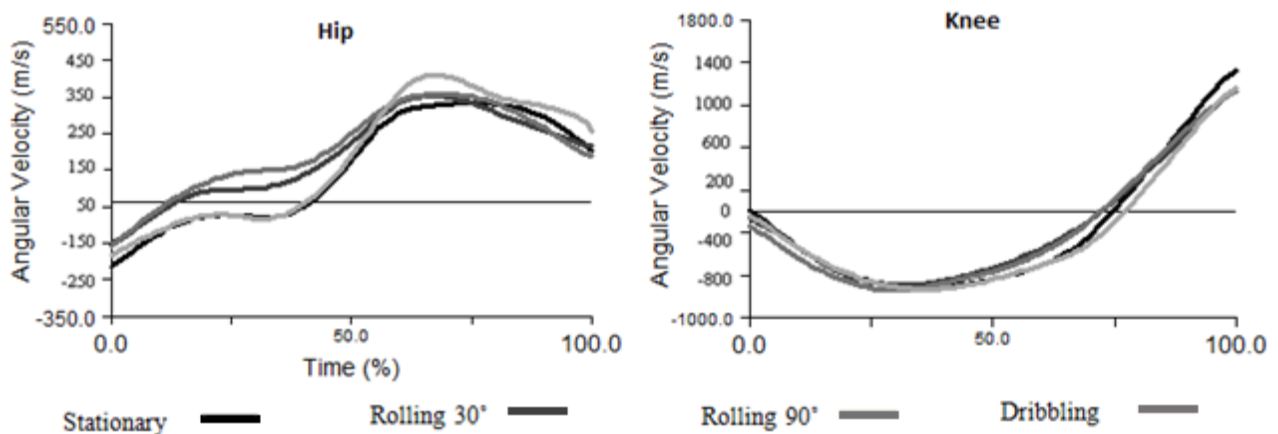 Hip
Angular Velocity (m/s)
550.0
450
350
250
150
50
-150
-250
-350.0
0.0
50.0
100.0
Time (%)
Knee
Angular Velocity (m/s)
1800.0
1400
1000
600
200
0
-400
-800
-1000.0
0.0
50.0
100.0
Stationary
Rolling 30°
Rolling 90°
Dribbling